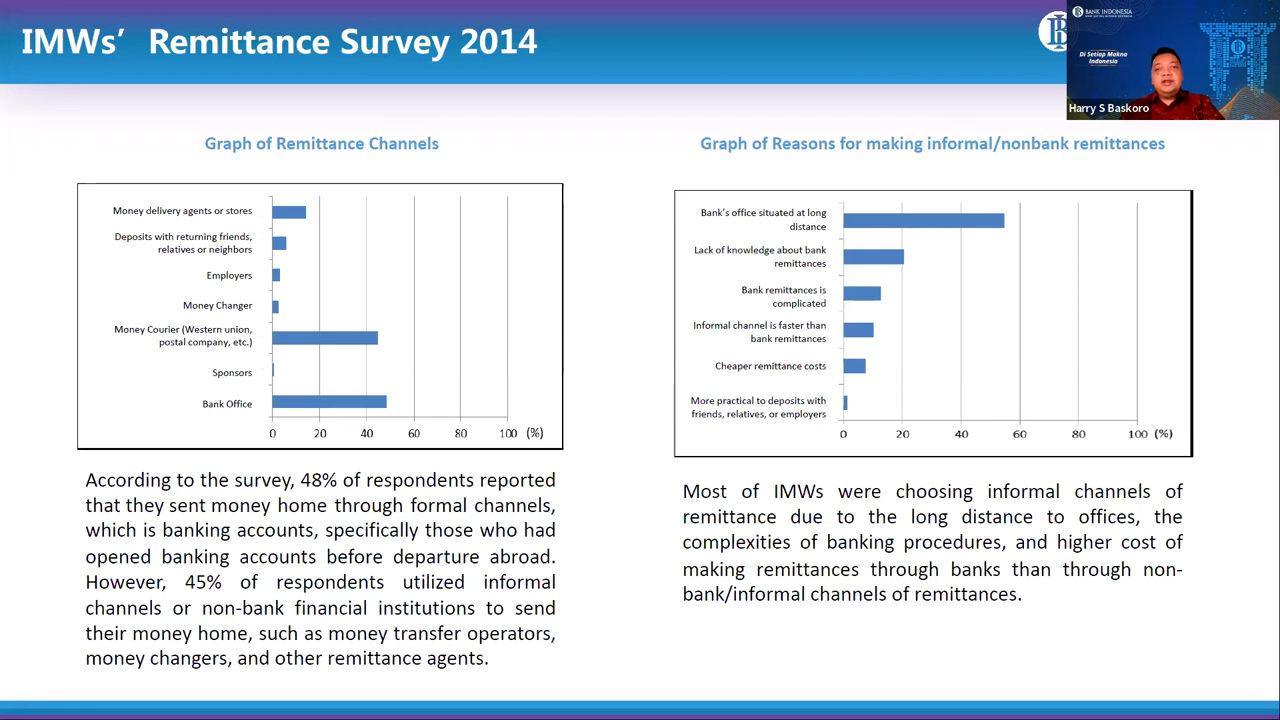 IMWs’ Remittance Survey 2014
BANK INDONESIA
Di Setiap Makna
Indonesia
Harry S Baskoro
Graph of Remittance Channels
Money delivery agents or stores
Deposits with returning friends,
relatives or neighbors
Employers
Money Changer
Money Courier (Western union,
postal company, etc.)
Sponsors
Bank Office
0 20 40 60 80 100 (%)
According to the survey, 48% of respondents reported
that they sent money home through formal channels,
which is banking accounts, specifically those who had
opened banking accounts before departure abroad.
However, 45% of respondents utilized informal
channels or non-bank financial institutions to send
their money home, such as money transfer operators,
money changers, and other remittance agents.
Graph of Reasons for making informal/nonbank remittances
Bank’s office situated at long
distance
Lack of knowledge about bank
remittances
Bank remittances is
complicated
Informal channel is faster than
bank remittances
Cheaper remittance costs
More practical to deposits with
friends, relatives, or employers
0 20 40 60 80 100 (%)
Most of IMWs were choosing informal channels of
remittance due to the long distance to offices, the
complexities of banking procedures, and higher cost of
making remittances through banks than through non-
bank/informal channels of remittances.